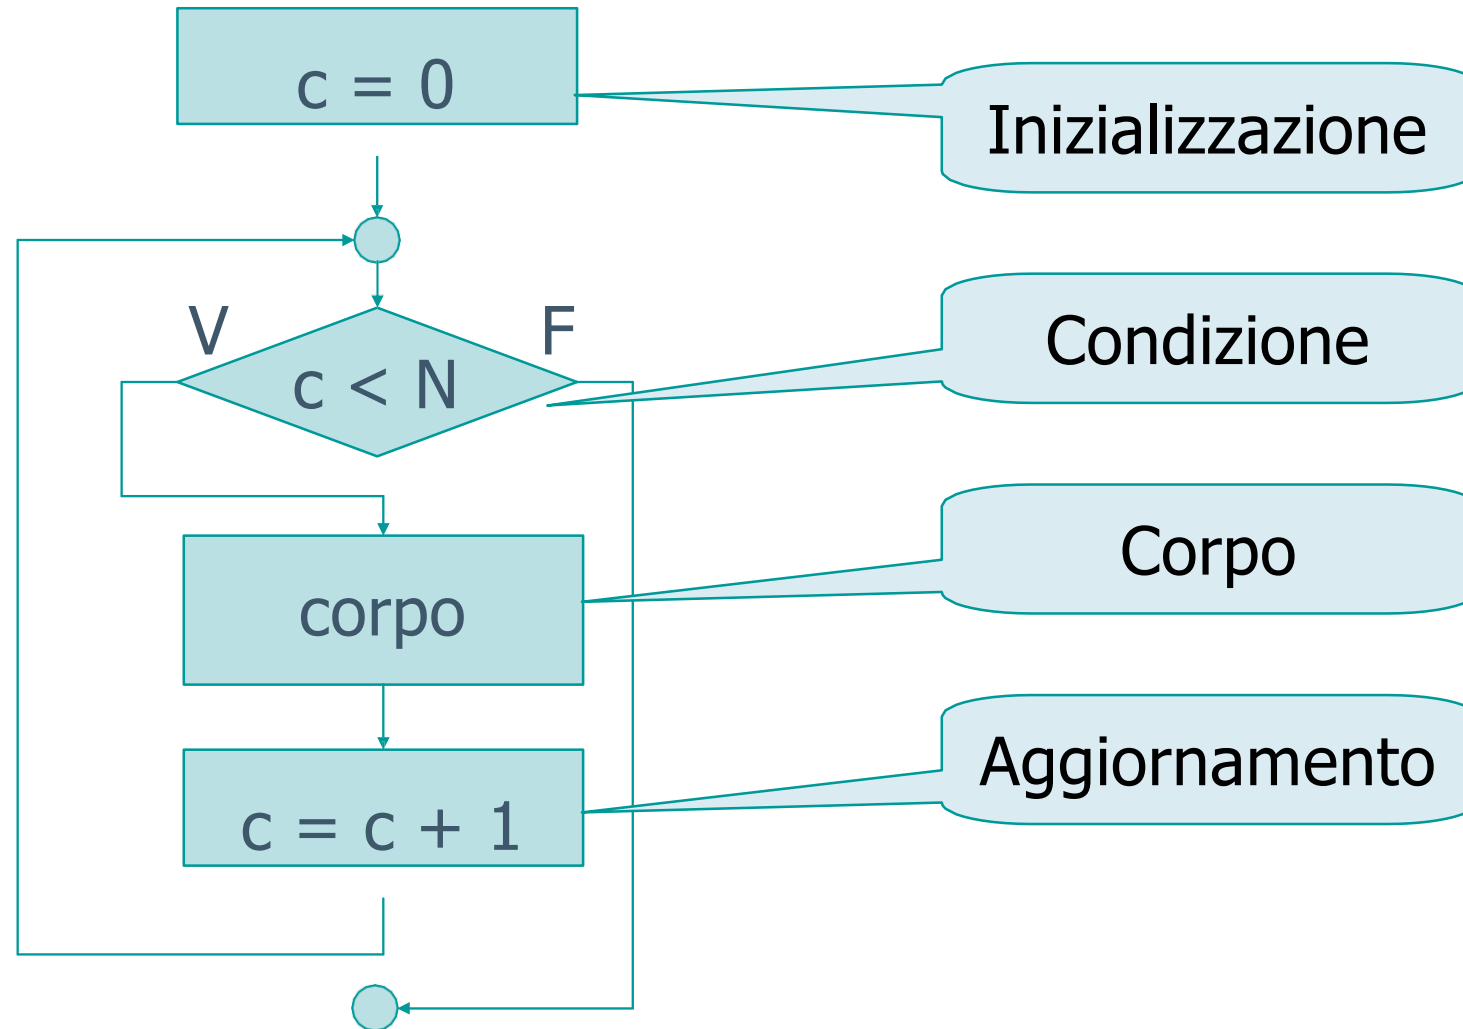 c = 0
Inizializzazione
V
F
c < N
Condizione
corpo
Corpo
c = c + 1
Aggiornamento